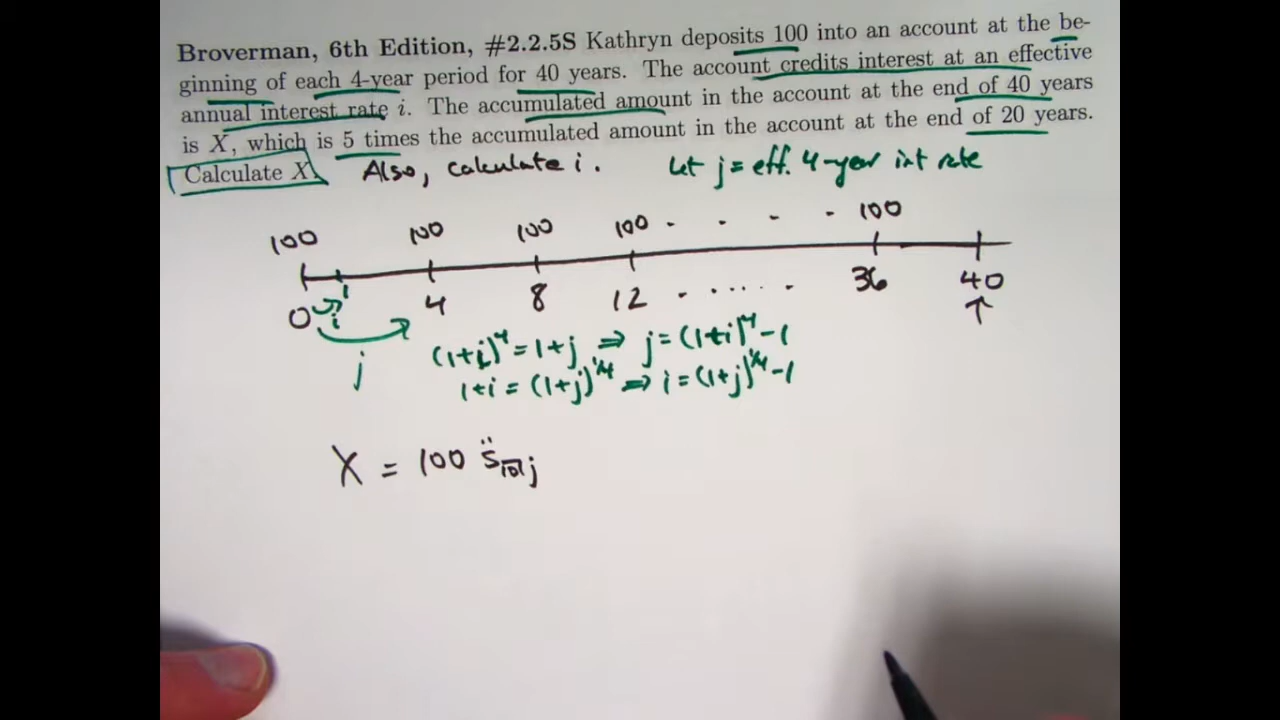 Broverman, 6th Edition, #2.2.5S Kathryn deposits 100 into an account at the be-
ginning of each 4-year period for 40 years. The account credits interest at an effective
annual interest rate i. The accumulated amount in the account at the end of 40 years
is X, which is 5 times the accumulated amount in the account at the end of 20 years.
Calculate X. Also, calculate i. Let j = eff. 4-year int rate
100 100 100 100 . . - . 100
0 i 4 8 12 . ..... . 36 40
j (1+i)^4 = 1+j ⇒ j = (1+i)^4 - 1
1+i = (1+j)^1/4 ⇒ i = (1+j)^1/4 - 1
X = 100 s̈10⌉j